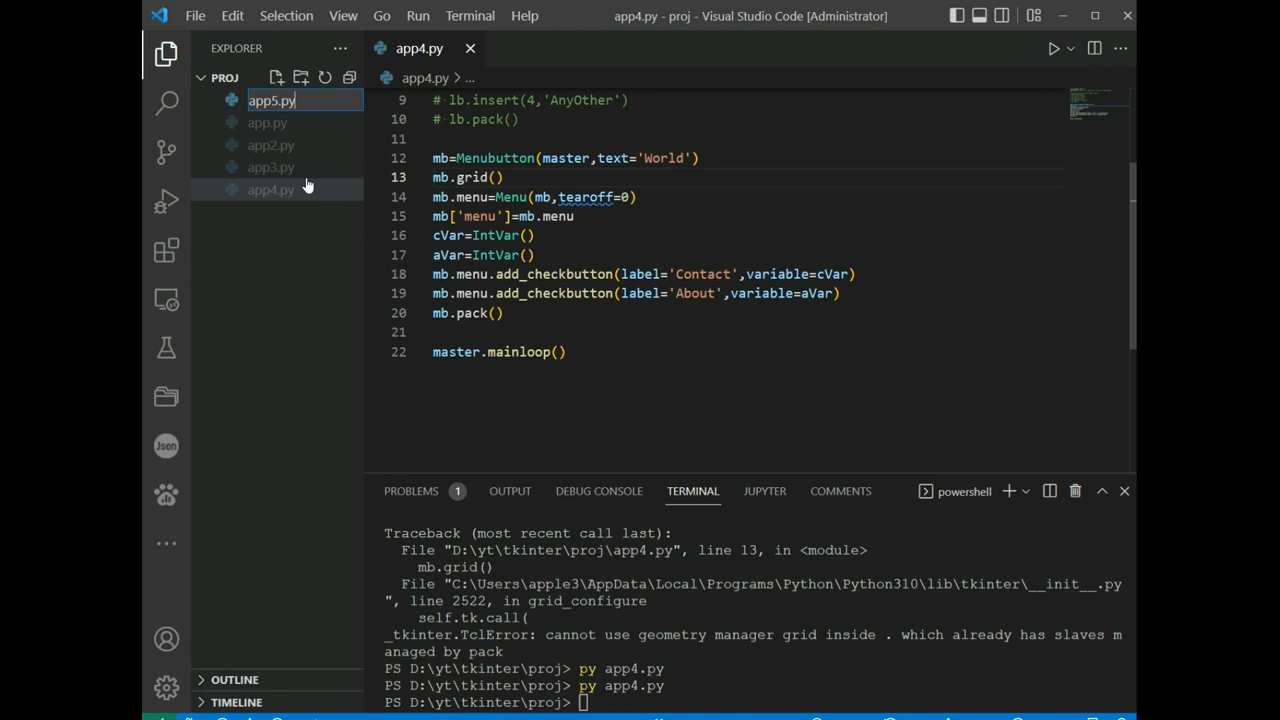 File Edit Selection View Go Run Terminal Help app4.py - proj - Visual Studio Code [Administrator]
EXPLORER
PROJ
app5.py
app.py
app2.py
app3.py
app4.py
OUTLINE
TIMELINE
Json
app4.py
app4.py > ...
9 # lb.insert(4,'AnyOther')
10 # lb.pack()
11
12 mb=Menubutton(master,text='World')
13 mb.grid()
14 mb.menu=Menu(mb,tearoff=0)
15 mb['menu']=mb.menu
16 cVar=IntVar()
17 aVar=IntVar()
18 mb.menu.add_checkbutton(label='Contact',variable=cVar)
19 mb.menu.add_checkbutton(label='About',variable=aVar)
20 mb.pack()
21
22 master.mainloop()
PROBLEMS 1 OUTPUT DEBUG CONSOLE TERMINAL JUPYTER COMMENTS powershell
Traceback (most recent call last):
File "D:\yt\tkinter\proj\app4.py", line 13, in <module>
mb.grid()
File "C:\Users\apple3\AppData\Local\Programs\Python\Python310\lib\tkinter\__init__.py
", line 2522, in grid_configure
self.tk.call(
_tkinter.TclError: cannot use geometry manager grid inside . which already has slaves m
anaged by pack
PS D:\yt\tkinter\proj> py app4.py
PS D:\yt\tkinter\proj> py app4.py
PS D:\yt\tkinter\proj>